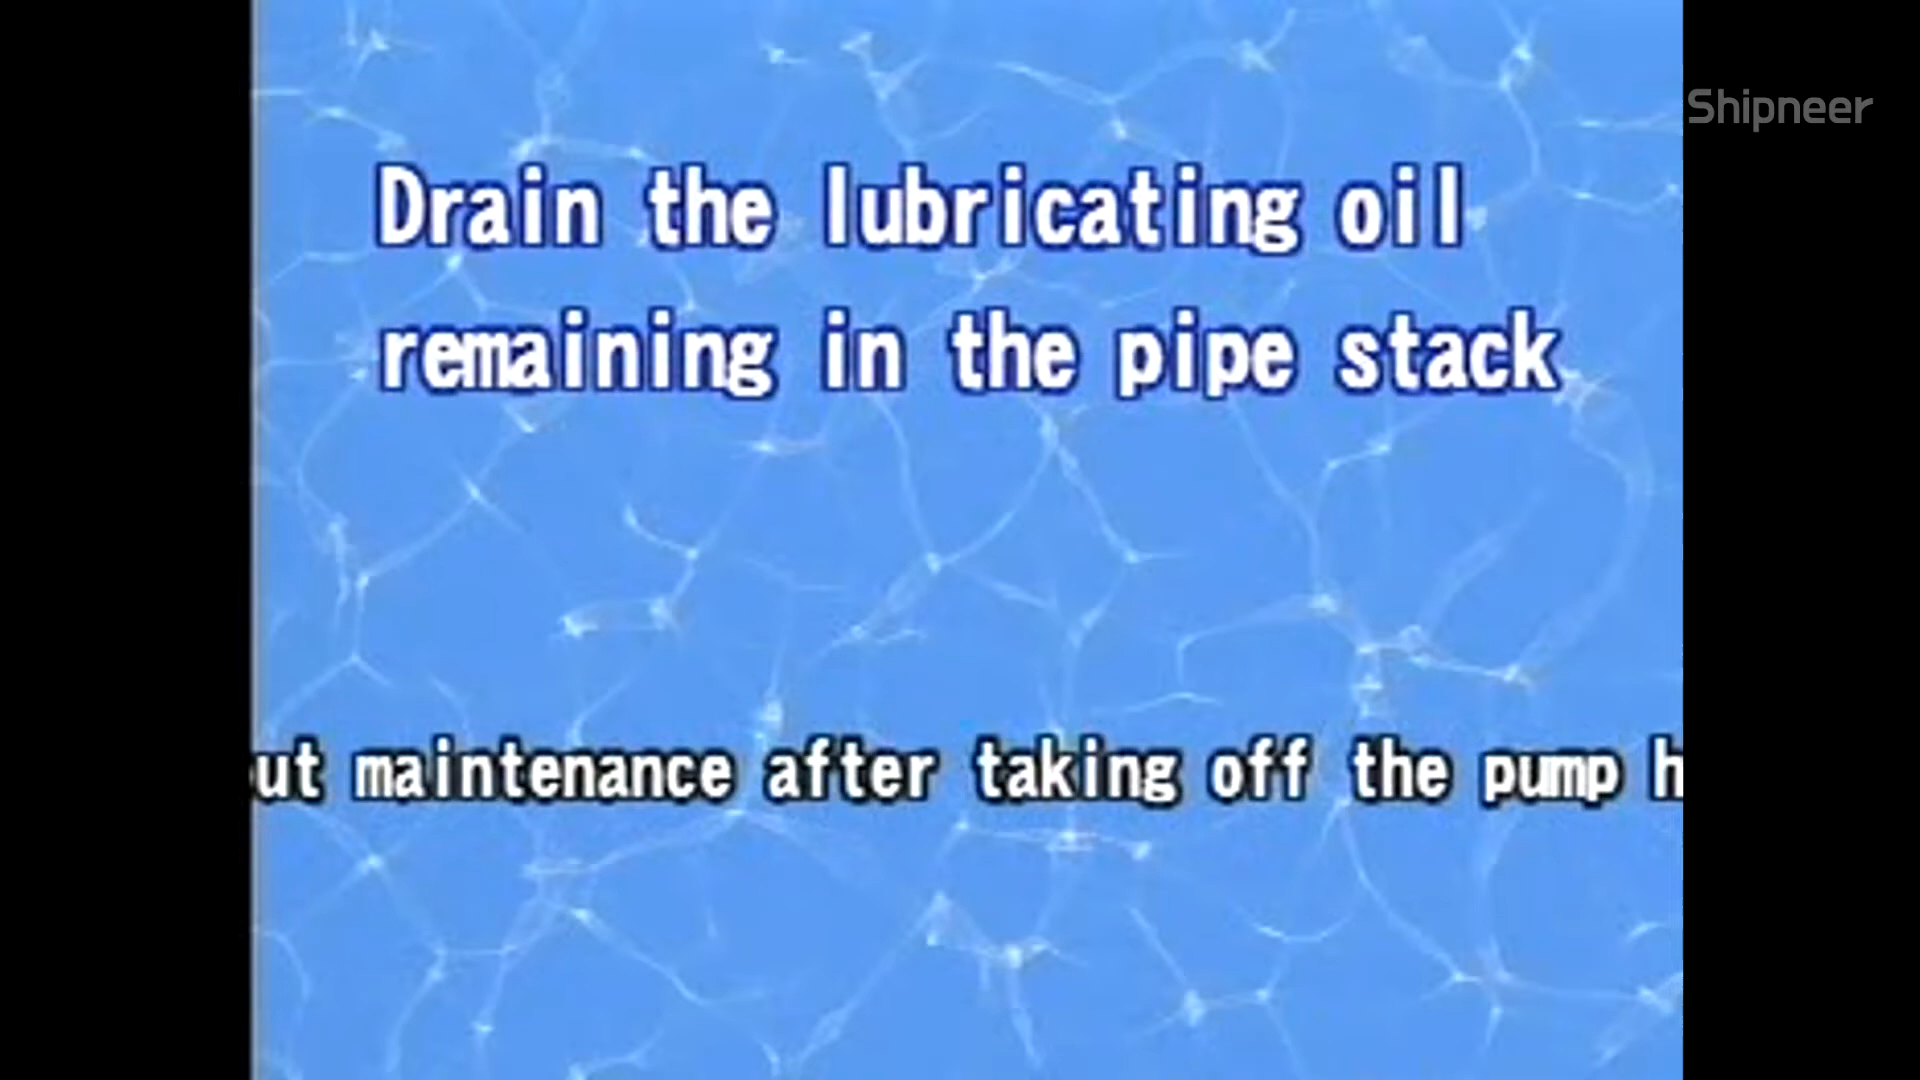 Shipneer
Drain the lubricating oil
remaining in the pipe stack
maintenance after taking off the pump